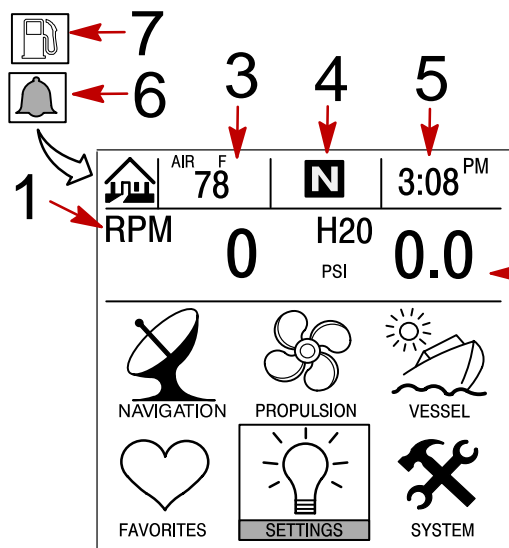 7
6
3 4 5
1
AIR F
78
N
3:08 PM
RPM
0
H20
PSI
0.0
NAVIGATION PROPULSION VESSEL
FAVORITES SETTINGS SYSTEM